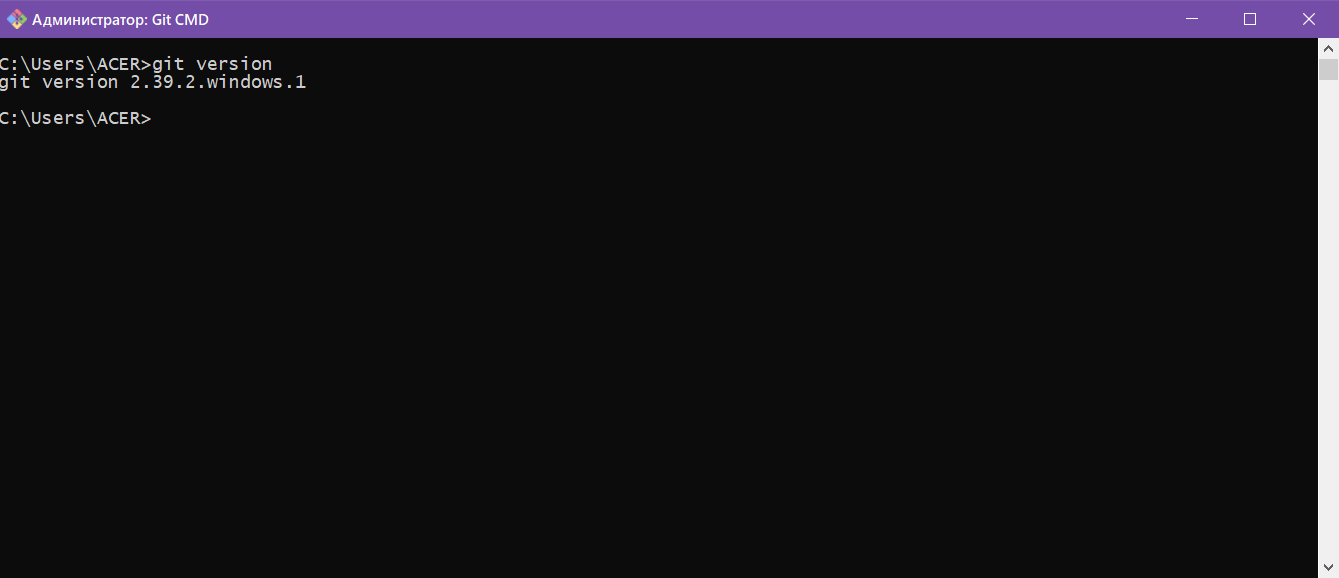 Администратор: Git CMD
C:\Users\ACER>git version
git version 2.39.2.windows.1
C:\Users\ACER>